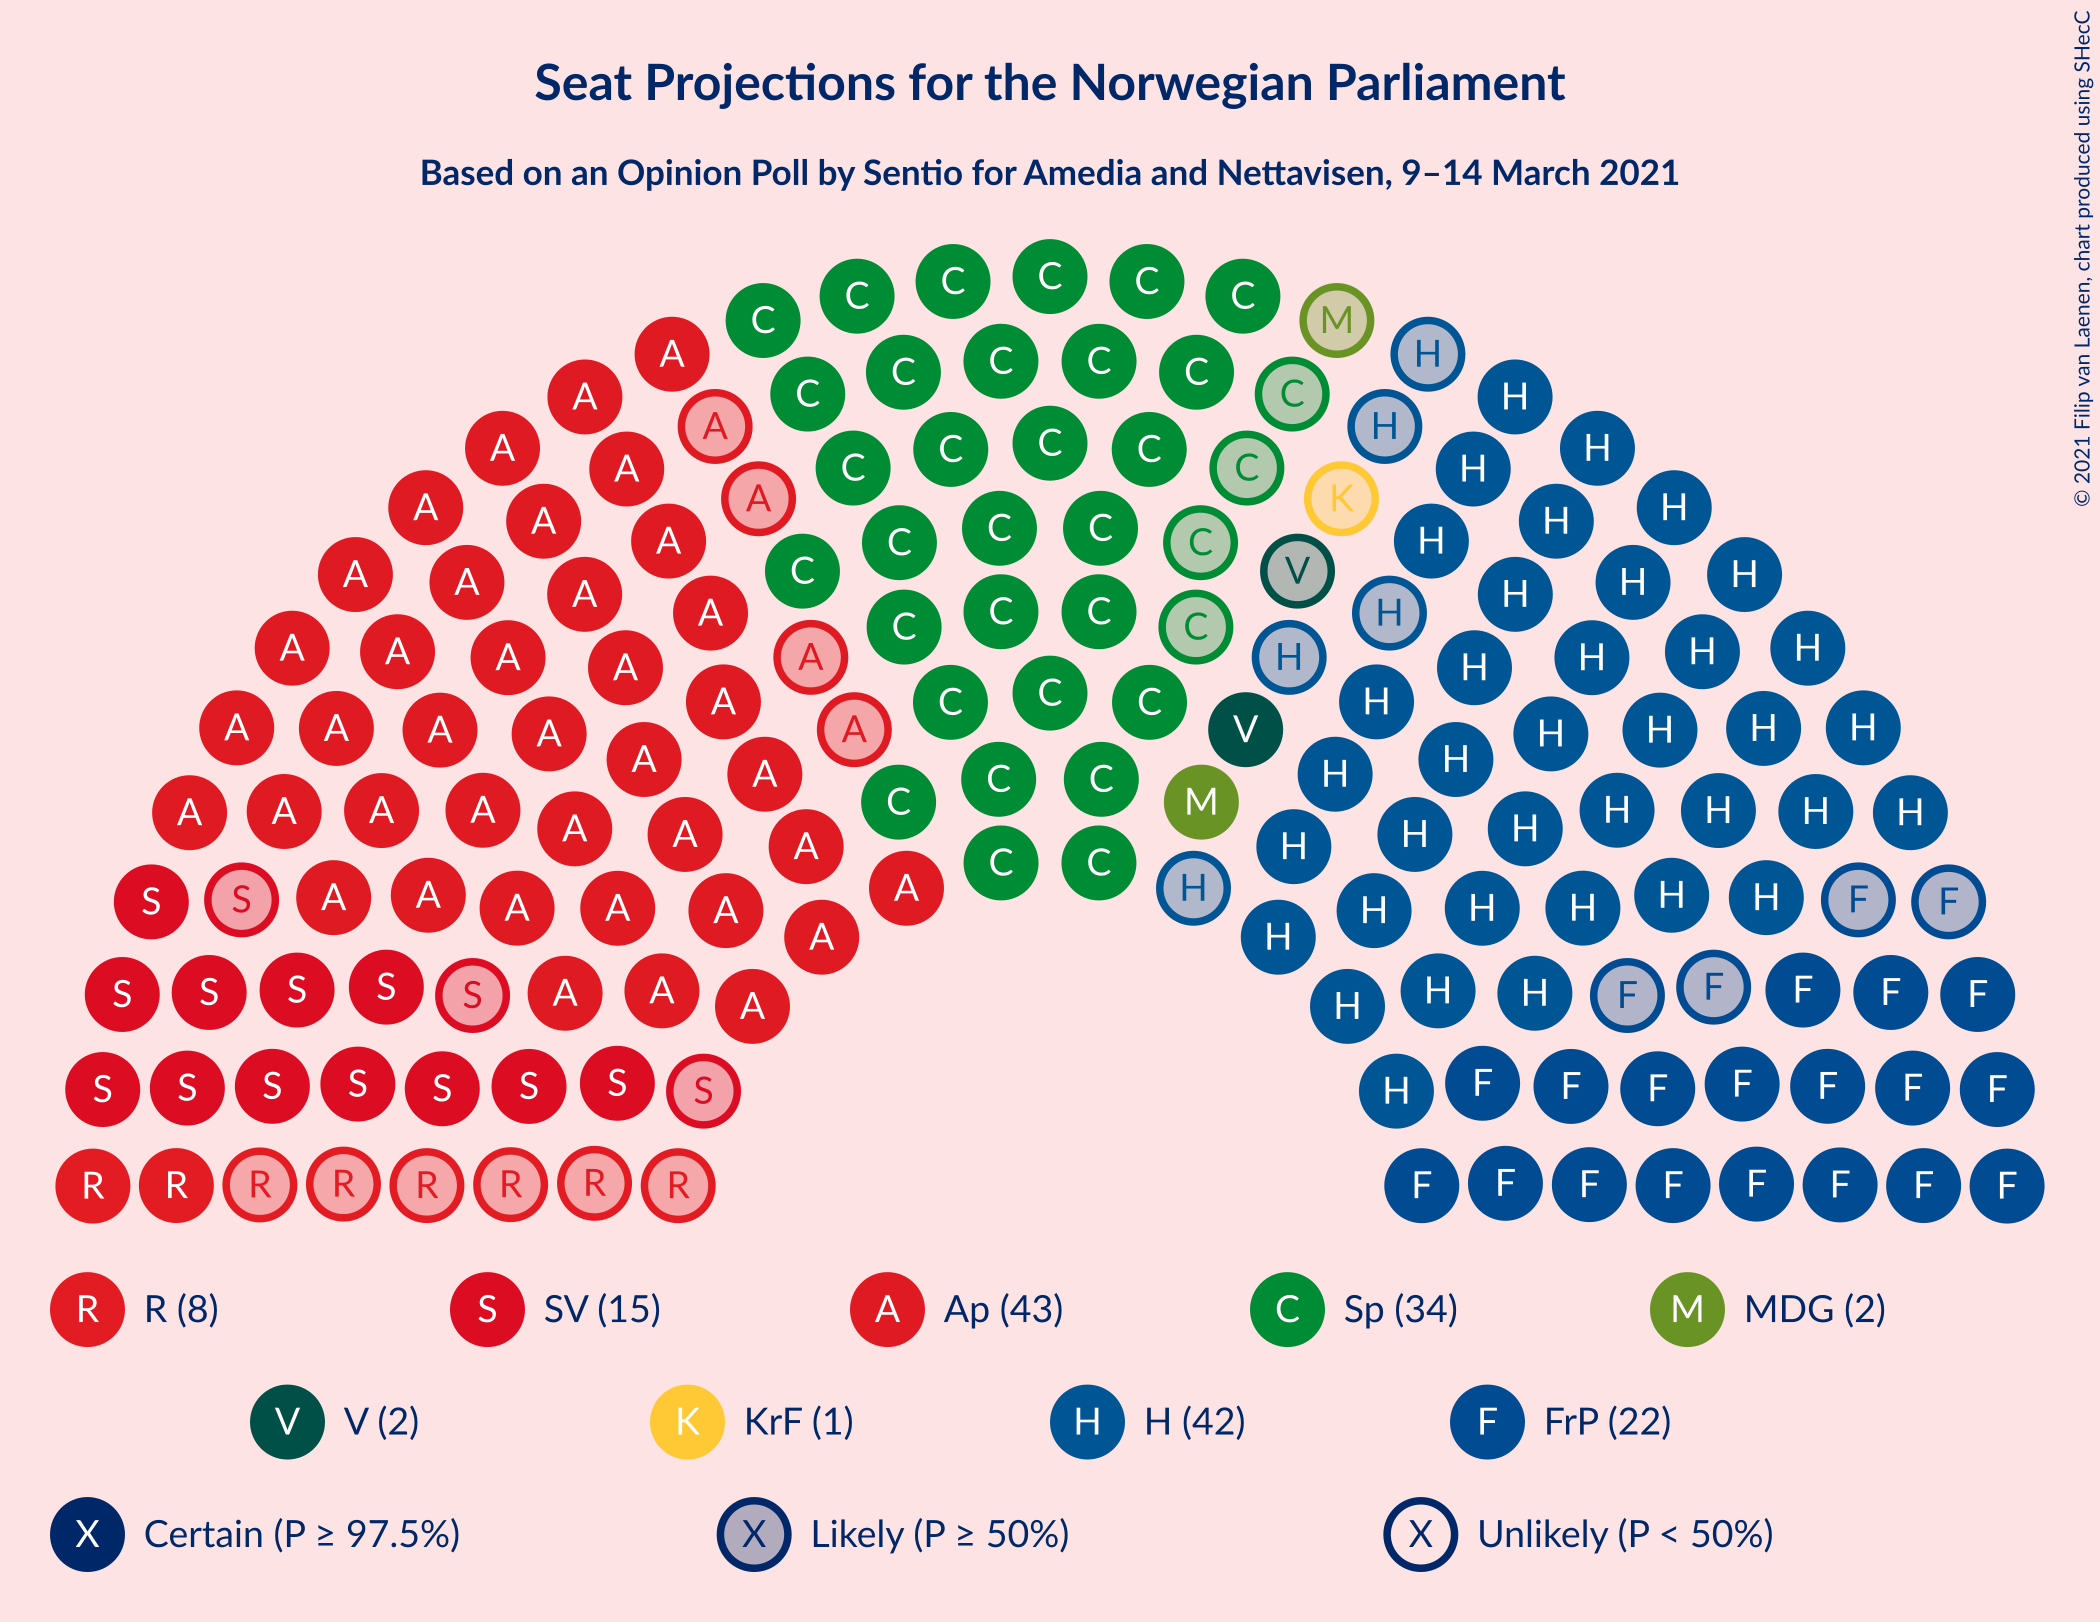 © 2021 Filip van Laenen, chart produced using SHecC
Seat Projections for the Norwegian Parliament
Based on an Opinion Poll by Sentio for Amedia and Nettavisen, 9–14 March 2021
C C C C C
C M
A C C C C H
A C C H
A A C C C H H
A C C H
A A A C C K H H
A C C H
A A A C V H H H
A C C C C H
A A A A A H H H H H
A C C C H
A A A A A V H H H H
A A C C H H
A A A A A A C M H H H H H H
A C C H
S S A A A A A A H H H H H H F F
A H
S S S S S A A A H H H F F F F F
S S S S S S S S H F F F F F F F
R R R R R R R R F F F F F F F F
R R (8) S SV (15) A Ap (43) C Sp (34) M MDG (2)
V V (2) K KrF (1) H H (42) F FrP (22)
X Certain (P ≥ 97.5%) X Likely (P ≥ 50%) X Unlikely (P < 50%)